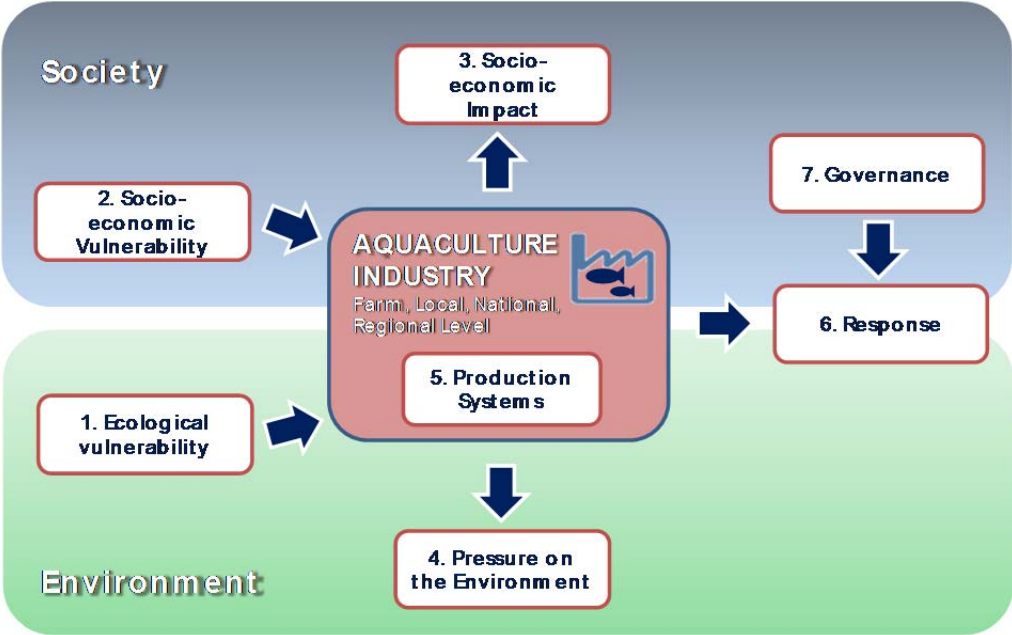 Society
3. Socio-
economic
Impact
7. Governance
2. Socio-
economic
Vulnerability
AQUACULTURE
INDUSTRY
Farm, Local, National,
Regional Level
6. Response
5. Production
Systems
1. Ecological
vulnerability
4. Pressure on
the Environment
Environment